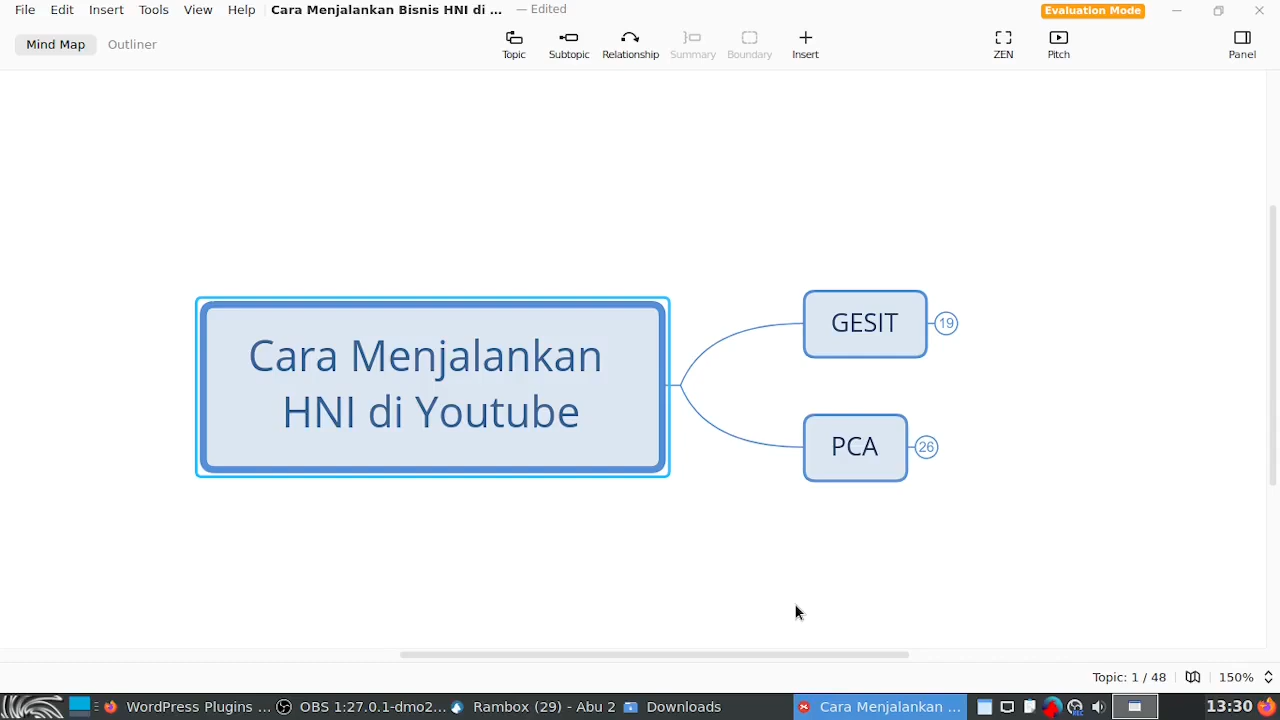 File Edit Insert Tools View Help Cara Menjalankan Bisnis HNI di ... — Edited Evaluation Mode
Mind Map Outliner Topic Subtopic Relationship Summary Boundary Insert ZEN Pitch Panel
Cara Menjalankan
HNI di Youtube
GESIT 19
PCA 26
Topic: 1 / 48 150%
WordPress Plugins ... OBS 1:27.0.1-dmo2... Rambox (29) - Abu 2 Downloads Cara Menjalankan ... REC 13:30